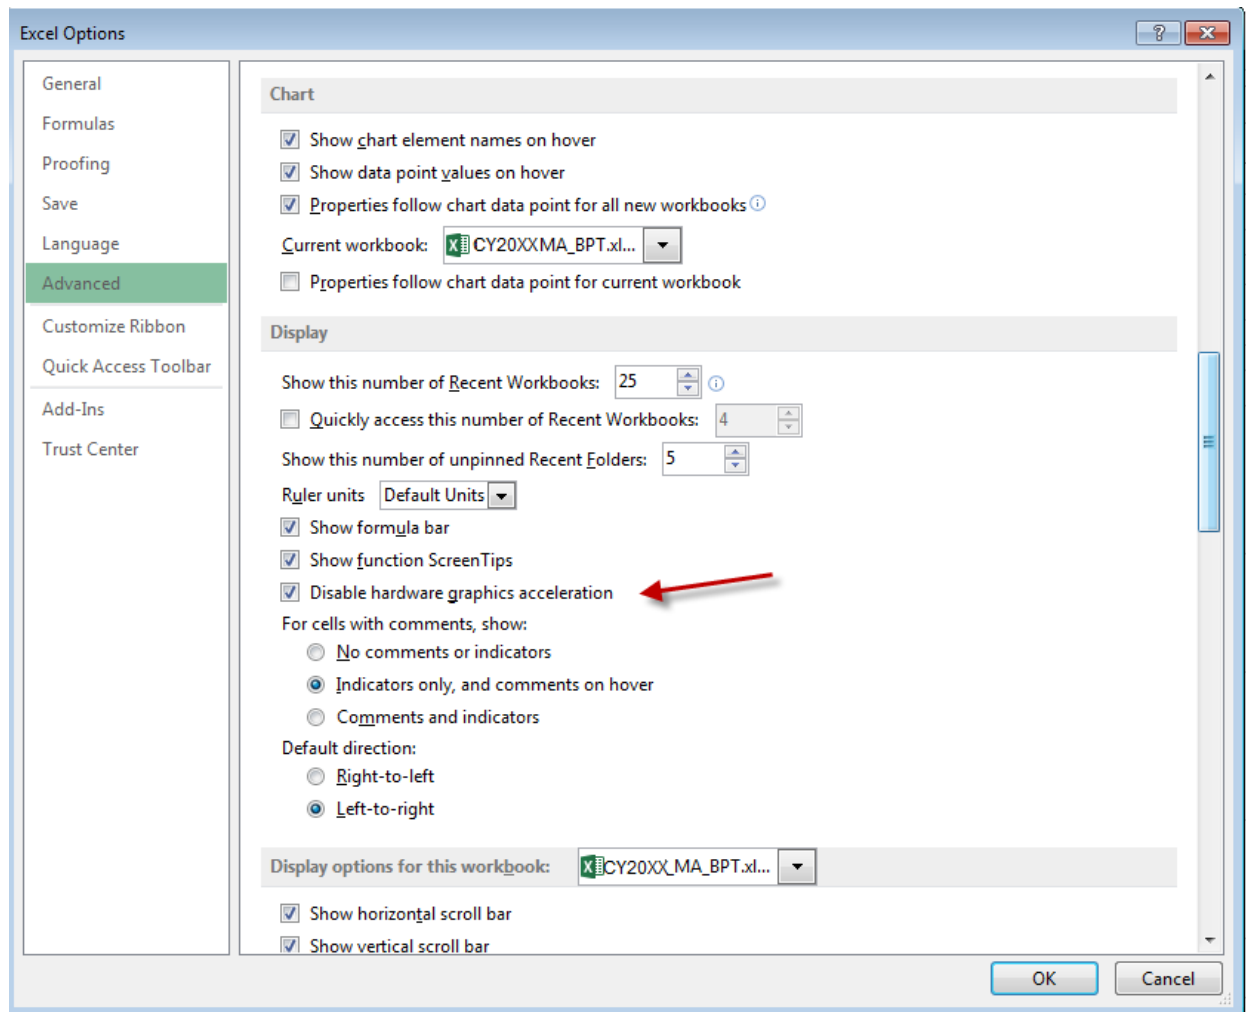 Excel Options
General
Formulas
Proofing
Save
Language
Advanced
Customize Ribbon
Quick Access Toolbar
Add-Ins
Trust Center
Chart
Show chart element names on hover
Show data point values on hover
Properties follow chart data point for all new workbooks
Current workbook: CY20XXMA_BPT.xl...
Properties follow chart data point for current workbook
Display
Show this number of Recent Workbooks: 25
Quickly access this number of Recent Workbooks: 4
Show this number of unpinned Recent Folders: 5
Ruler units Default Units
Show formula bar
Show function ScreenTips
Disable hardware graphics acceleration
For cells with comments, show:
No comments or indicators
Indicators only, and comments on hover
Comments and indicators
Default direction:
Right-to-left
Left-to-right
Display options for this workbook: CY20XX_MA_BPT.xl...
Show horizontal scroll bar
Show vertical scroll bar
OK Cancel